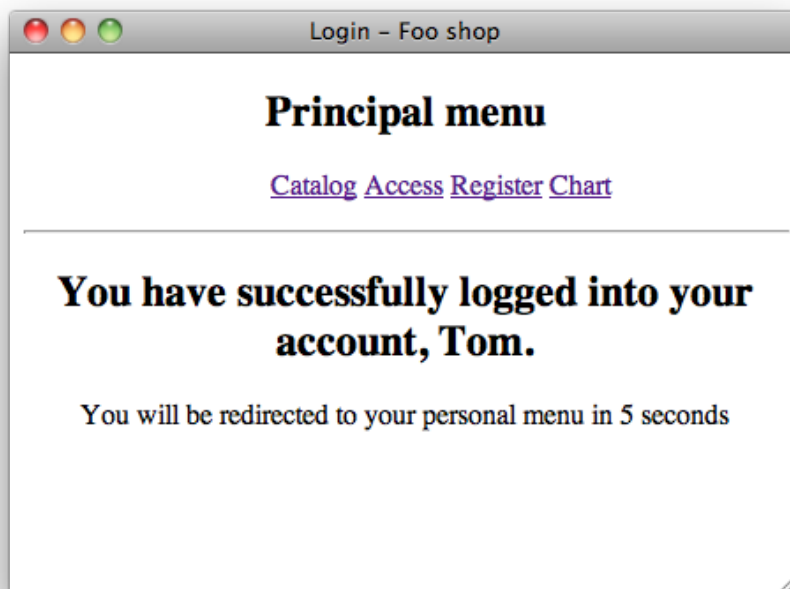 Login – Foo shop
Principal menu
Catalog Access Register Chart
You have successfully logged into your
account, Tom.
You will be redirected to your personal menu in 5 seconds